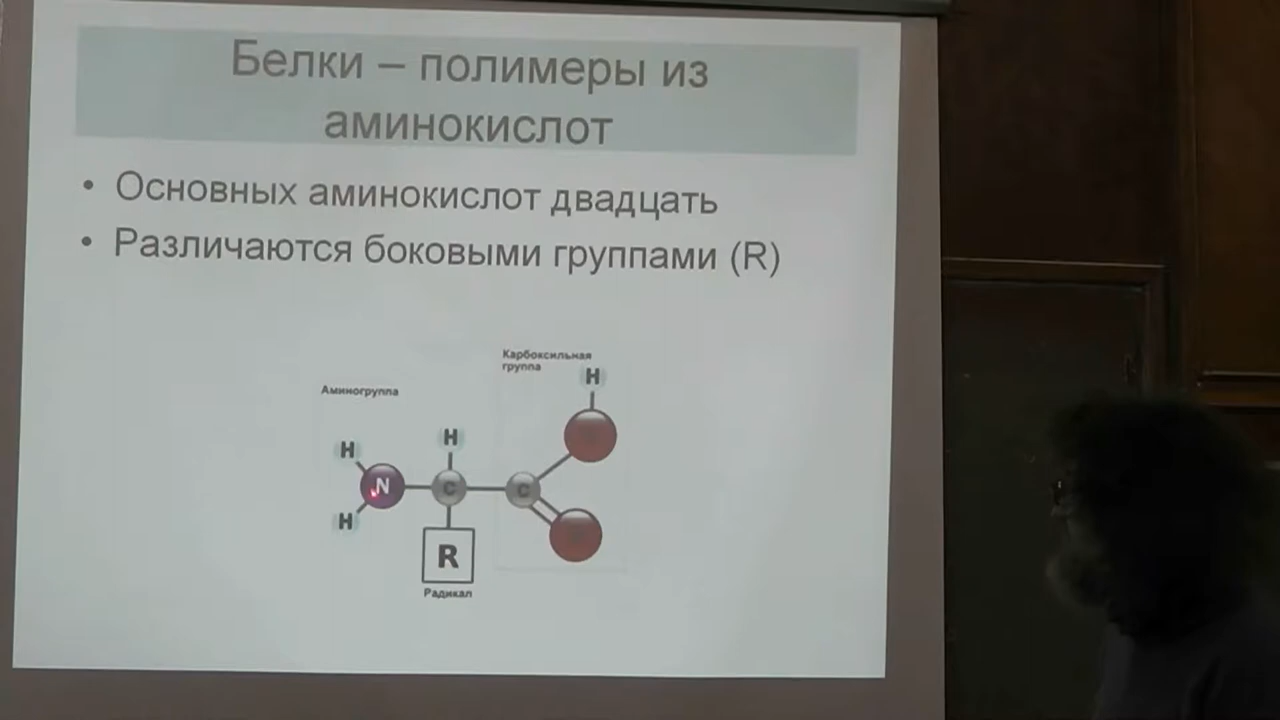 Белки – полимеры из
аминокислот
• Основных аминокислот двадцать
• Различаются боковыми группами (R)
Карбоксильная
группа
H
Аминогруппа
H
H
N
C
C
H
R
Радикал